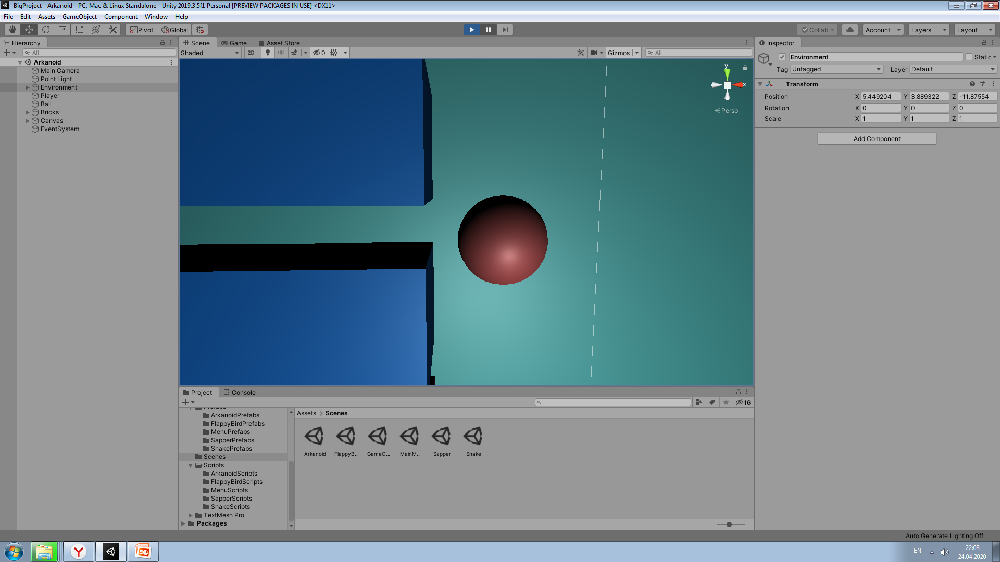 BigProject - Arkanoid - PC, Mac & Linux Standalone - Unity 2019.3.5f1 Personal [PREVIEW PACKAGES IN USE] <DX11>
File Edit Assets GameObject Component Window Help
Pivot Global Collab Account Layers Layout
Hierarchy
All
Arkanoid
Main Camera
Point Light
Environment
Player
Ball
Bricks
Canvas
EventSystem
Scene Game Asset Store
Shaded 2D 0 Gizmos All
y
x
Persp
Inspector
Environment Static
Tag Untagged Layer Default
Transform
Position X 5.449204 Y 3.889322 Z -11.87554
Rotation X 0 Y 0 Z 0
Scale X 1 Y 1 Z 1
Add Component
Project Console
16
ArkanoidPrefabs
FlappyBirdPrefabs
MenuPrefabs
SapperPrefabs
SnakePrefabs
Scenes
Scripts
ArkanoidScripts
FlappyBirdScripts
MenuScripts
SapperScripts
SnakeScripts
TextMesh Pro
Packages
Assets > Scenes
Arkanoid FlappyB... GameO... MainM... Sapper Snake
Auto Generate Lighting Off
EN
22:03
24.04.2020